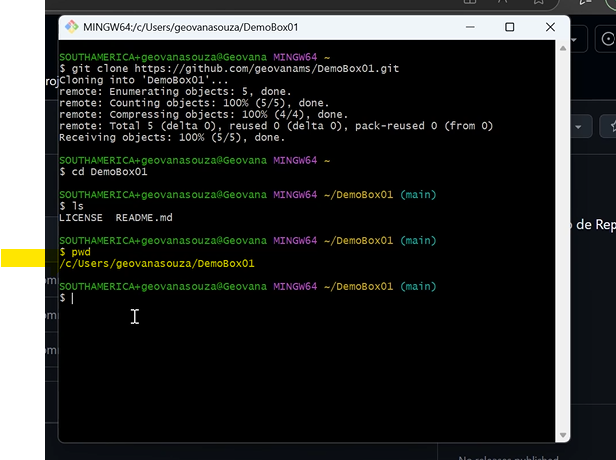 MINGW64:/c/Users/geovanasouza/DemoBox01
SOUTHAMERICA+geovanasouza@Geovana MINGW64 ~
$ git clone https://github.com/geovanams/DemoBox01.git
Cloning into 'DemoBox01'...
remote: Enumerating objects: 5, done.
remote: Counting objects: 100% (5/5), done.
remote: Compressing objects: 100% (4/4), done.
remote: Total 5 (delta 0), reused 0 (delta 0), pack-reused 0 (from 0)
Receiving objects: 100% (5/5), done.
SOUTHAMERICA+geovanasouza@Geovana MINGW64 ~
$ cd DemoBox01
SOUTHAMERICA+geovanasouza@Geovana MINGW64 ~/DemoBox01 (main)
$ ls
LICENSE  README.md
SOUTHAMERICA+geovanasouza@Geovana MINGW64 ~/DemoBox01 (main)
$ pwd
/c/Users/geovanasouza/DemoBox01
SOUTHAMERICA+geovanasouza@Geovana MINGW64 ~/DemoBox01 (main)
$
de Rep